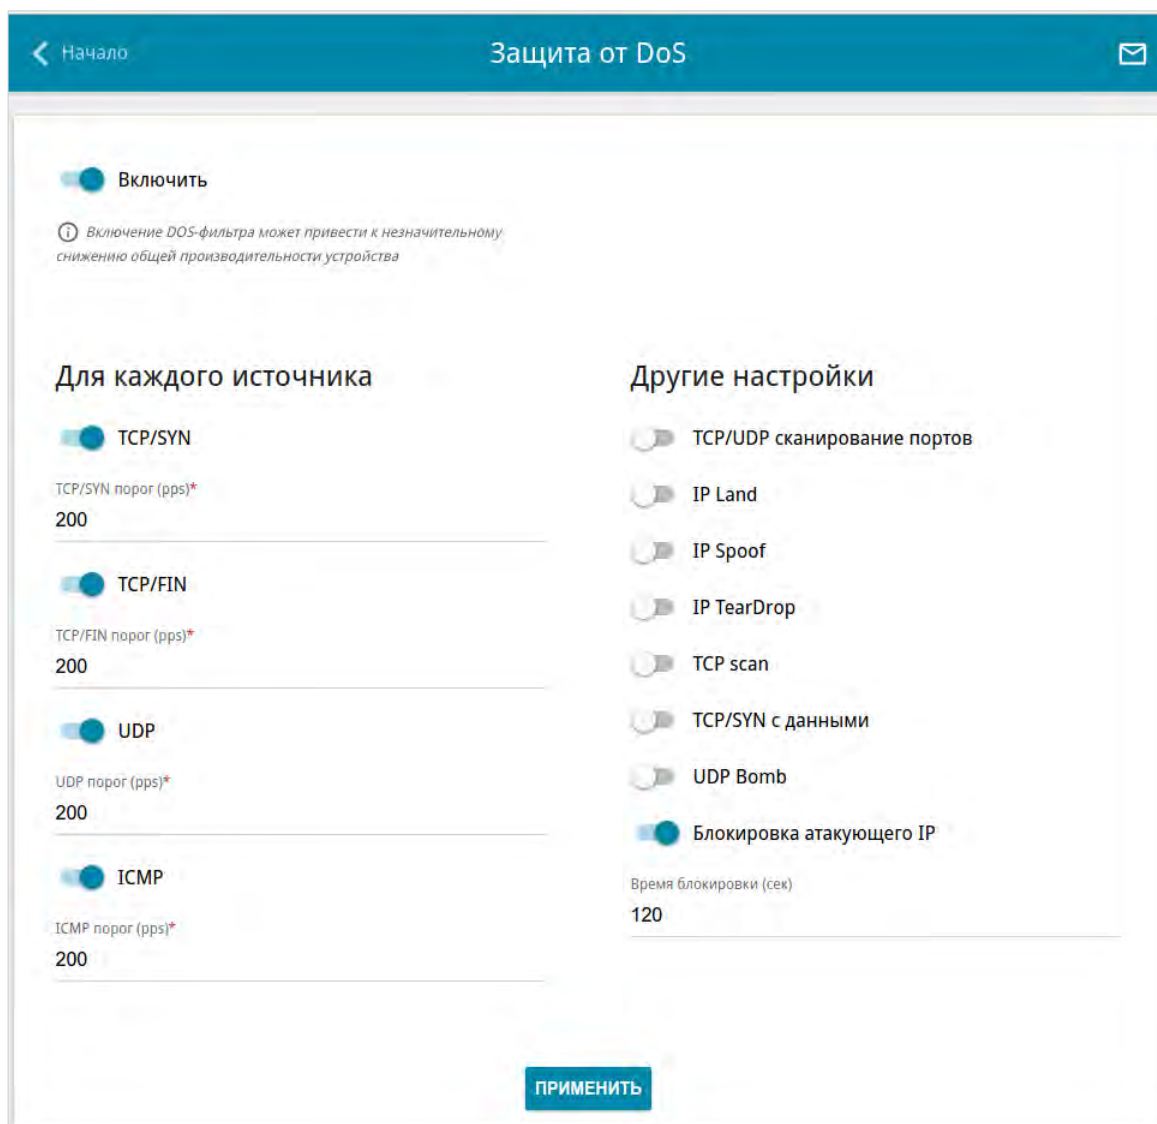 Начало
Защита от DoS
Включить
Включение DOS-фильтра может привести к незначительному
снижению общей производительности устройства
Для каждого источника
TCP/SYN
TCP/SYN порог (pps)*
200
TCP/FIN
TCP/FIN порог (pps)*
200
UDP
UDP порог (pps)*
200
ICMP
ICMP порог (pps)*
200
Другие настройки
TCP/UDP сканирование портов
IP Land
IP Spoof
IP TearDrop
TCP scan
TCP/SYN с данными
UDP Bomb
Блокировка атакующего IP
Время блокировки (сек)
120
ПРИМЕНИТЬ